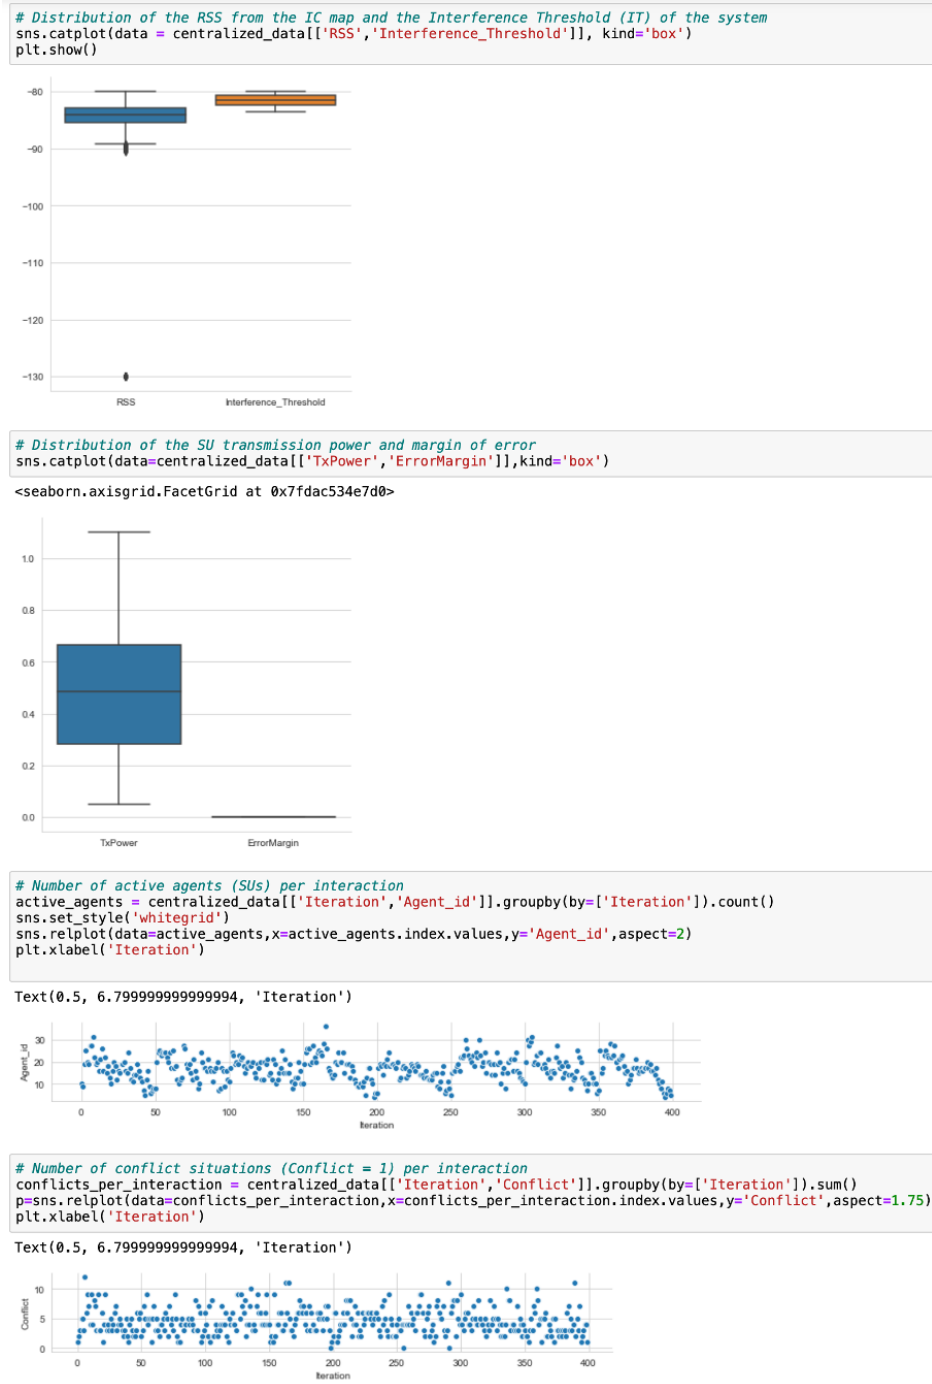 # Distribution of the RSS from the IC map and the Interference Threshold (IT) of the system
sns.catplot(data = centralized_data[['RSS','Interference_Threshold']], kind='box')
plt.show()
−80
−90
−100
−110
−120
−130
RSS
Interference_Threshold
# Distribution of the SU transmission power and margin of error
sns.catplot(data=centralized_data[['TxPower','ErrorMargin']],kind='box')
<seaborn.axisgrid.FacetGrid at 0x7fdac534e7d0>
1.0
0.8
0.6
0.4
0.2
0.0
TxPower
ErrorMargin
# Number of active agents (SUs) per interaction
active_agents = centralized_data[['Iteration','Agent_id']].groupby(by=['Iteration']).count()
sns.set_style('whitegrid')
sns.relplot(data=active_agents,x=active_agents.index.values,y='Agent_id',aspect=2)
plt.xlabel('Iteration')
Text(0.5, 6.799999999999994, 'Iteration')
Agent_id
30
20
10
0 50 100 150 200 250 300 350 400
Iteration
# Number of conflict situations (Conflict = 1) per interaction
conflicts_per_interaction = centralized_data[['Iteration','Conflict']].groupby(by=['Iteration']).sum()
p=sns.relplot(data=conflicts_per_interaction,x=conflicts_per_interaction.index.values,y='Conflict',aspect=1.75)
plt.xlabel('Iteration')
Text(0.5, 6.799999999999994, 'Iteration')
Conflict
10
5
0
0 50 100 150 200 250 300 350 400
Iteration